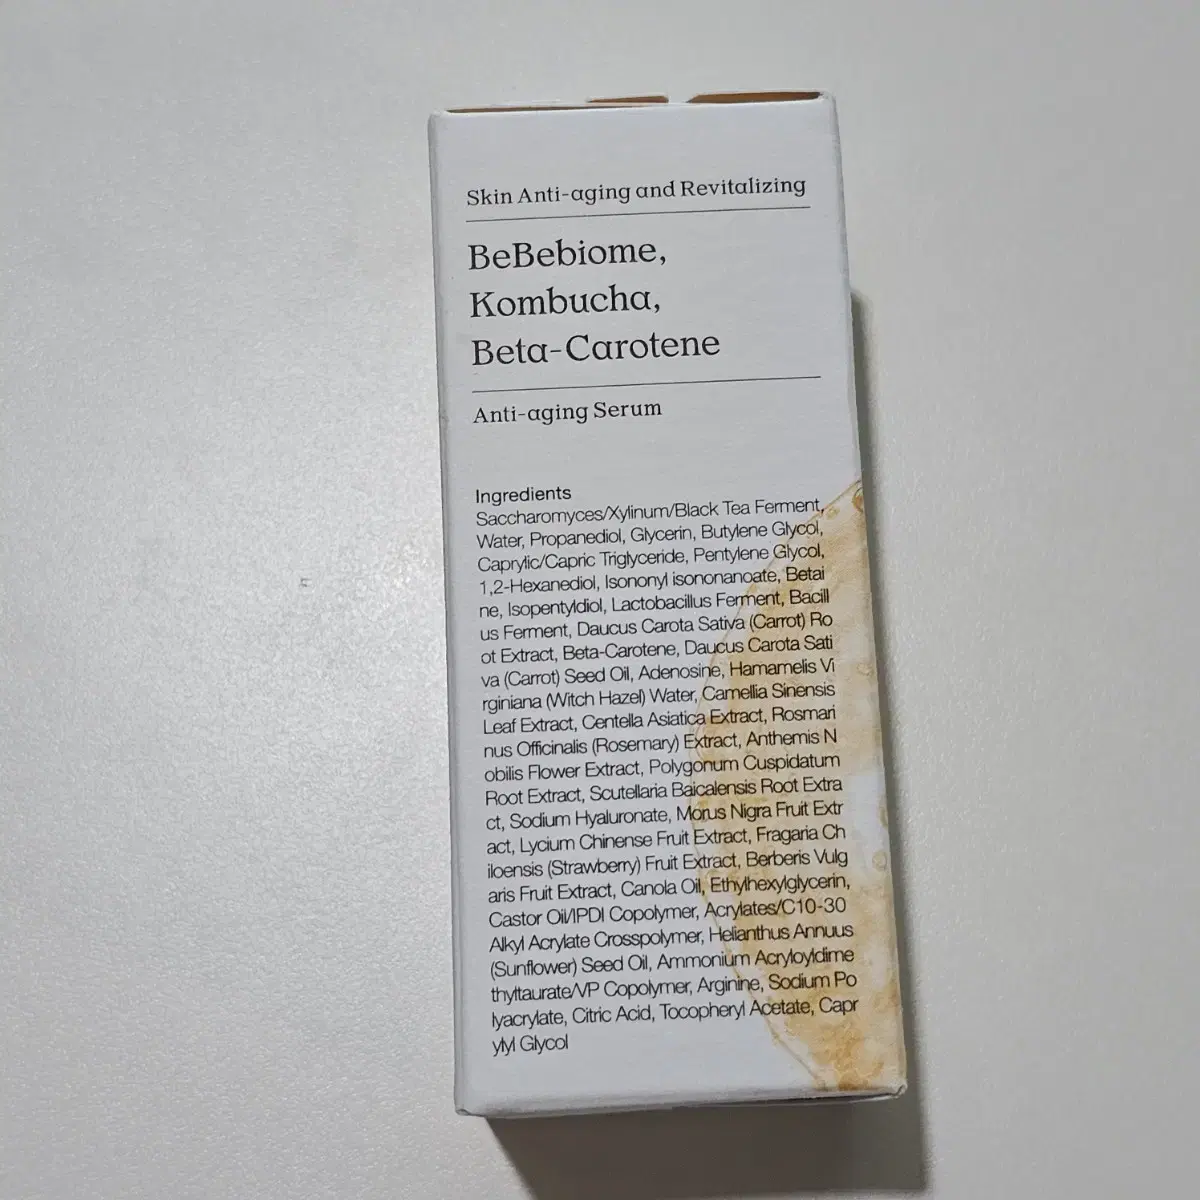 Skin Anti-aging and Revitalizing
BeBebiome,
Kombucha,
Beta-Carotene
Anti-aging Serum
Ingredients
Saccharomyces/Xylinum/Black Tea Ferment,
Water, Propanediol, Glycerin, Butylene Glycol,
Caprylic/Capric Triglyceride, Pentylene Glycol,
1,2-Hexanediol, Isononyl isononanoate, Betai
ne, Isopentyldiol, Lactobacillus Ferment, Bacill
us Ferment, Daucus Carota Sativa (Carrot) Ro
ot Extract, Beta-Carotene, Daucus Carota Sati
va (Carrot) Seed Oil, Adenosine, Hamamelis Vi
rginiana (Witch Hazel) Water, Camellia Sinensis
Leaf Extract, Centella Asiatica Extract, Rosmari
nus Officinalis (Rosemary) Extract, Anthemis N
obilis Flower Extract, Polygonum Cuspidatum
Root Extract, Scutellaria Baicalensis Root Extra
ct, Sodium Hyaluronate, Morus Nigra Fruit Extr
act, Lycium Chinense Fruit Extract, Fragaria Ch
iloensis (Strawberry) Fruit Extract, Berberis Vulg
aris Fruit Extract, Canola Oil, Ethylhexylglycerin,
Castor Oil/IPDI Copolymer, Acrylates/C10-30
Alkyl Acrylate Crosspolymer, Helianthus Annuus
(Sunflower) Seed Oil, Ammonium Acryloyldime
thyltaurate/VP Copolymer, Arginine, Sodium Po
lyacrylate, Citric Acid, Tocopheryl Acetate, Capr
ylyl Glycol